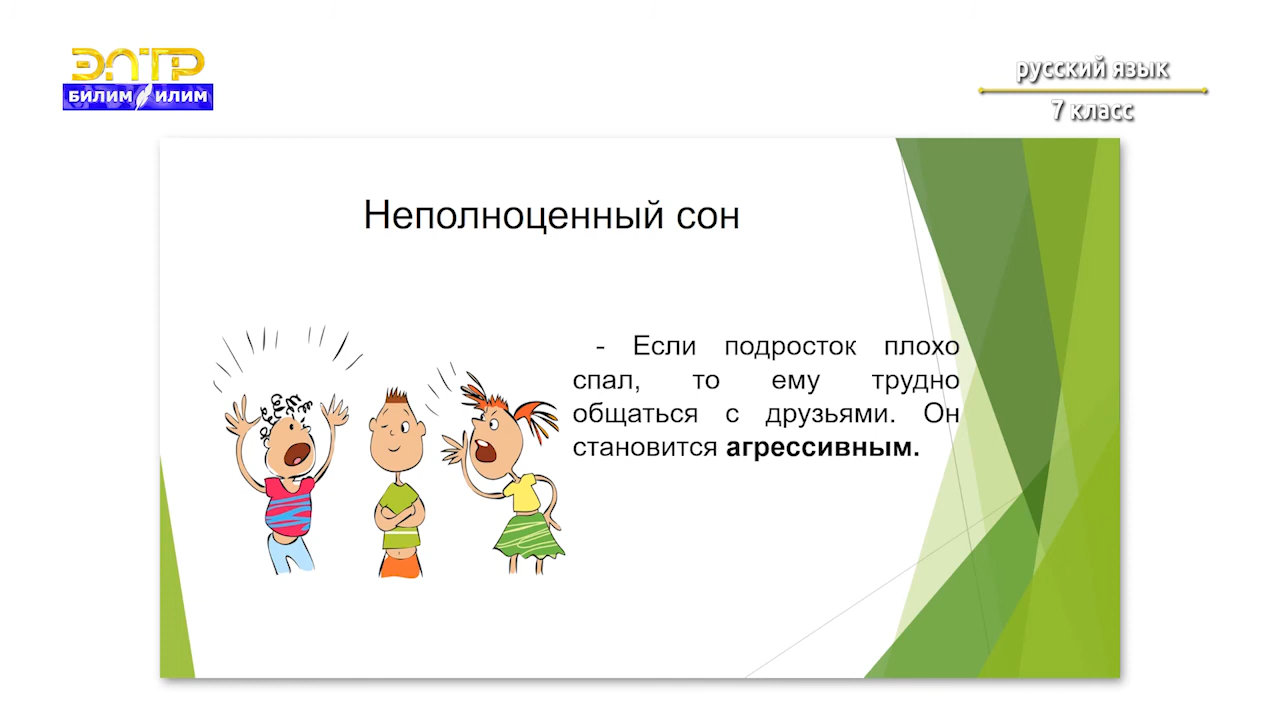 ЭЛТР
БИЛИМ ИЛИМ
русский язык
7 класс
Неполноценный сон
- Если подросток плохо
спал, то ему трудно
общаться с друзьями. Он
становится агрессивным.